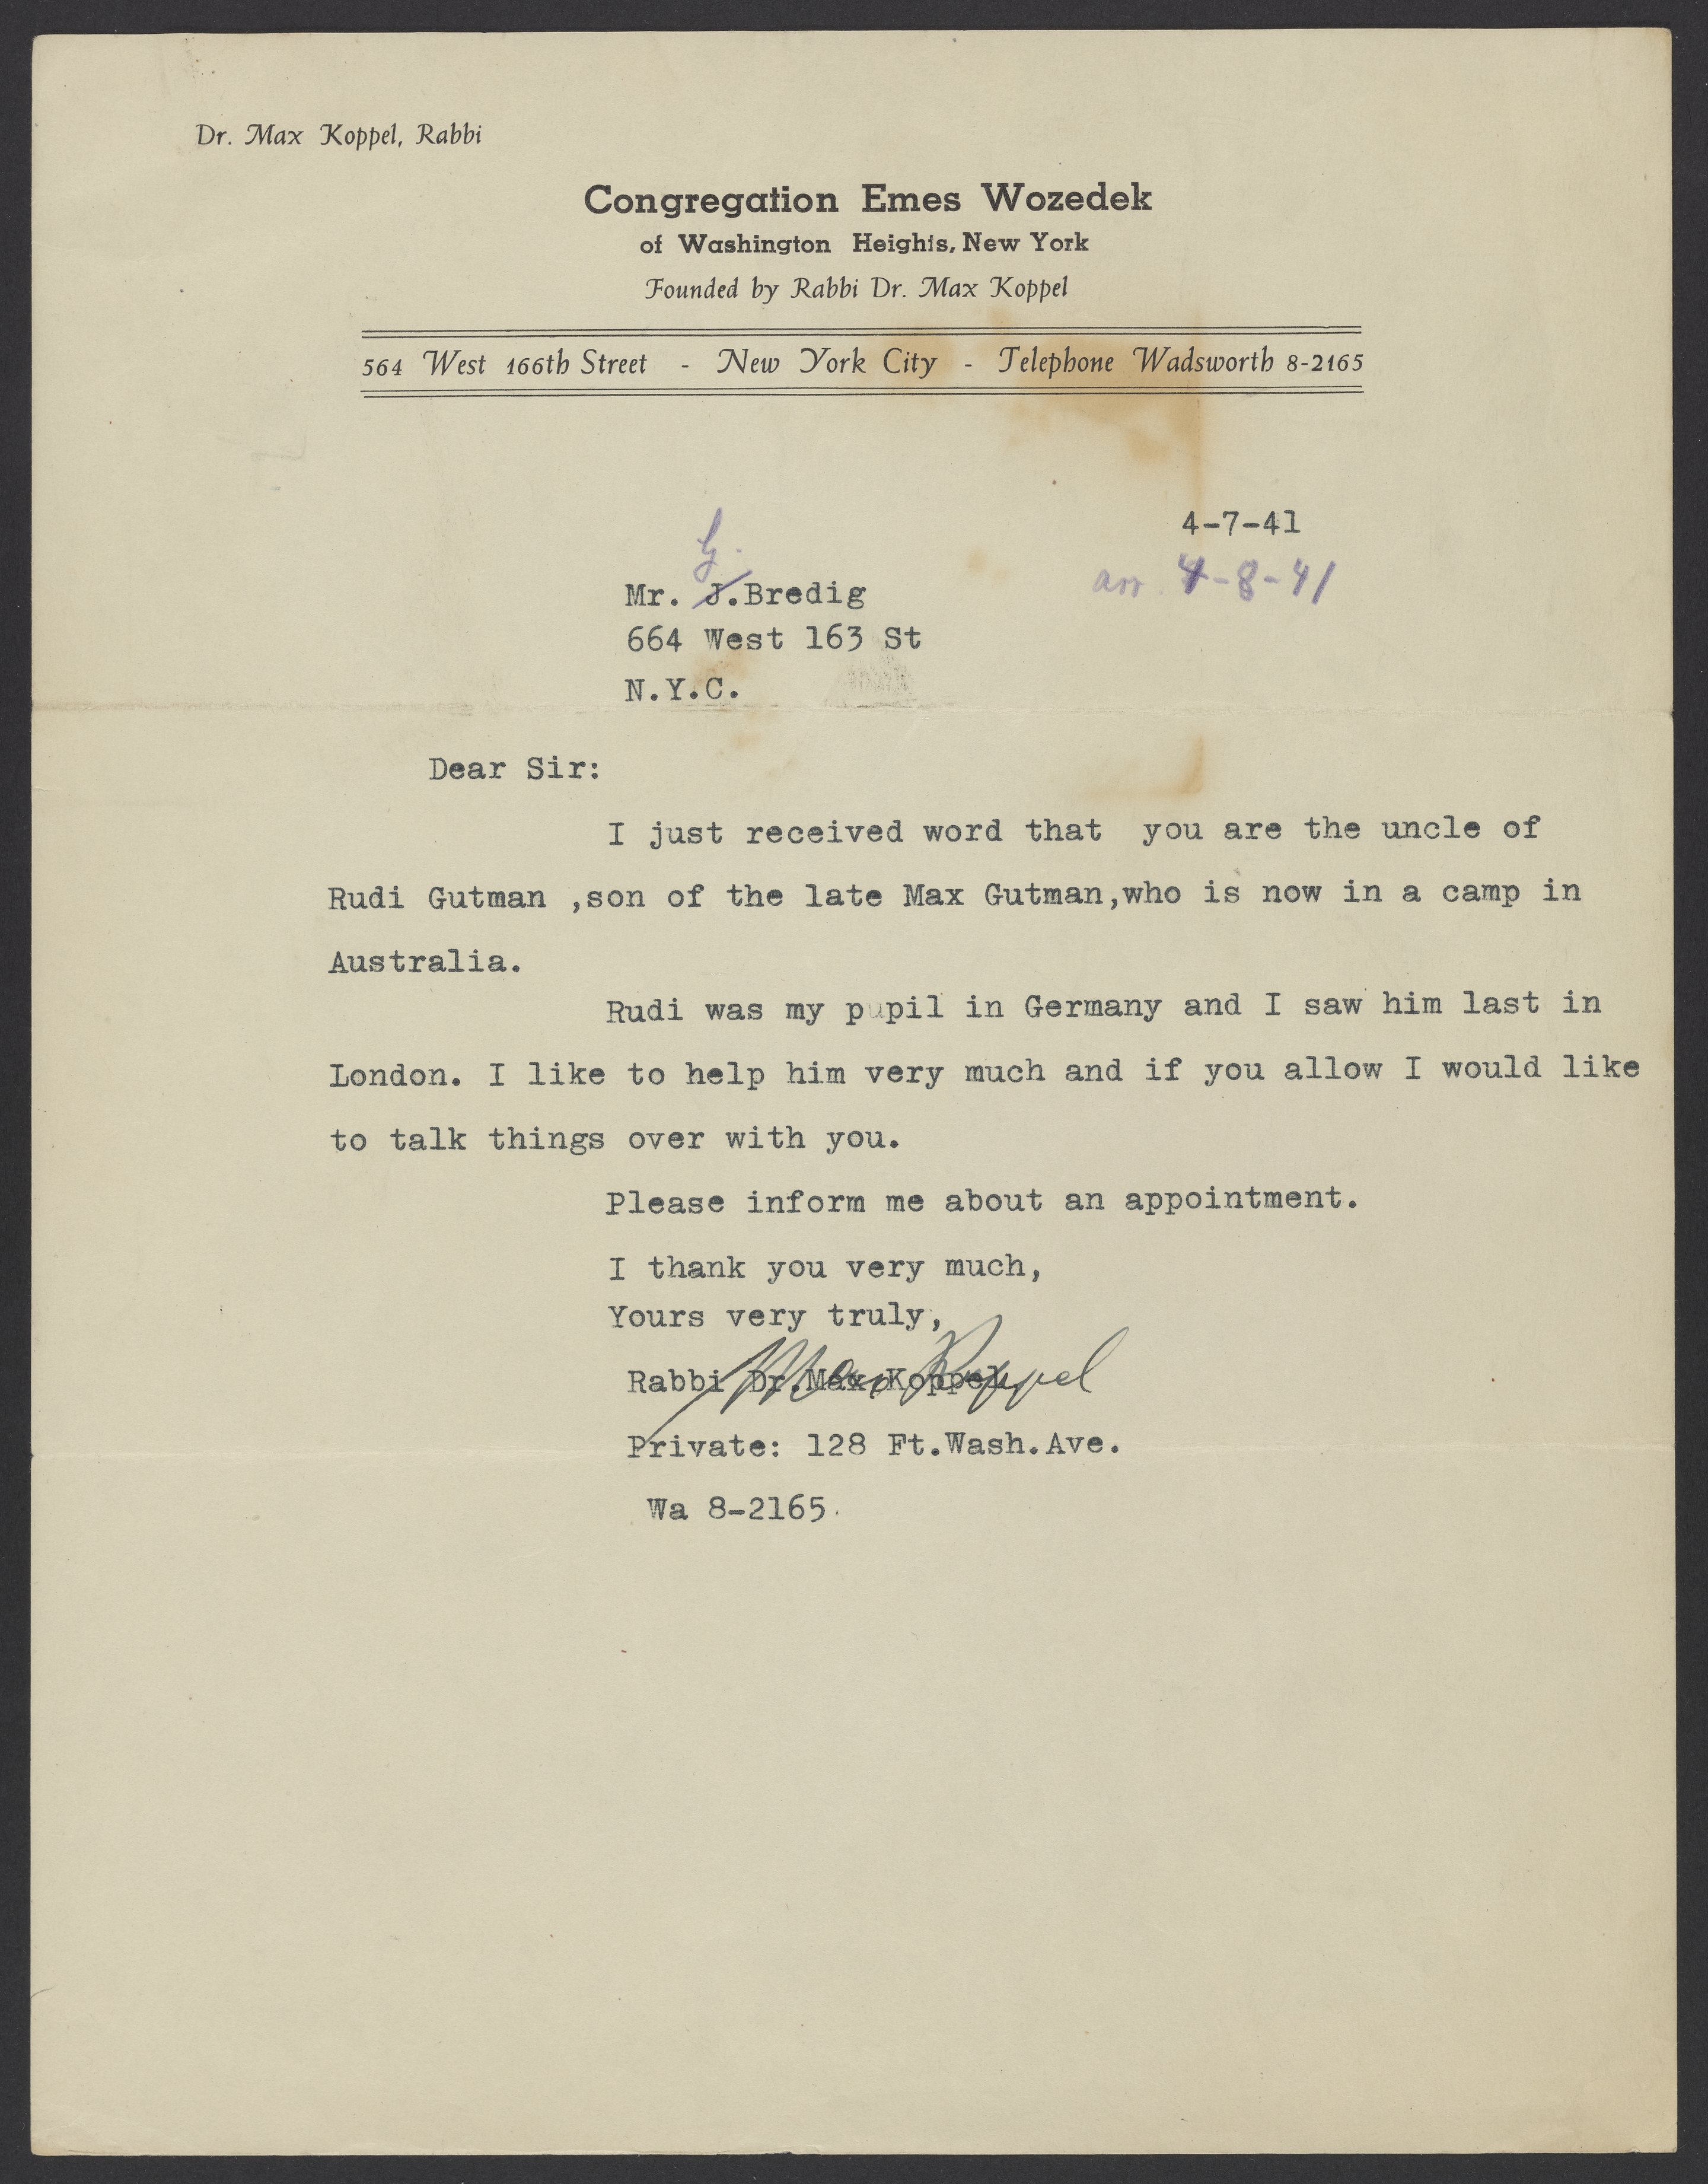 Dr. Max Koppel, Rabbi
Congregation Emes Wozedek
of Washington Heights, New York
Founded by Rabbi Dr. Max Koppel
564 West 166th Street - New York City - Telephone Wadsworth 8-2165
4-7-41
arr. 4-8-41
G.
Mr. J.Bredig
664 West 163 St
N.Y.C.
Dear Sir:
I just received word that you are the uncle of
Rudi Gutman ,son of the late Max Gutman,who is now in a camp in
Australia.
Rudi was my pupil in Germany and I saw him last in
London. I like to help him very much and if you allow I would like
to talk things over with you.
Please inform me about an appointment.
I thank you very much,
Yours very truly,
Max Koppel
Rabbi Dr.Max Koppel
Private: 128 Ft.Wash.Ave.
Wa 8-2165.